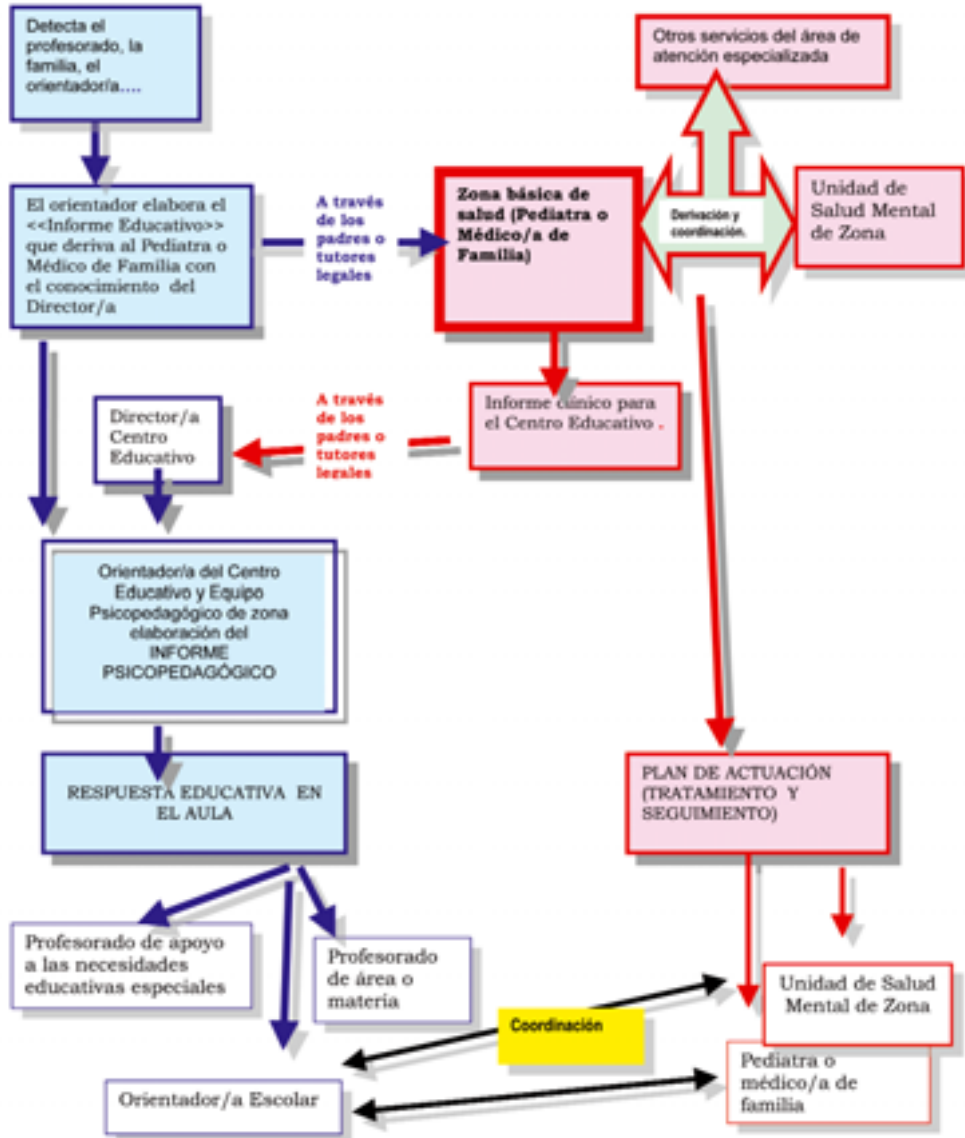 Detecta el
profesorado, la
familia, el
orientador/a....
Otros servicios del área de
atención especializada
El orientador elabora el
<<Informe Educativo>>
que deriva al Pediatra o
Médico de Familia con
el conocimiento del
Director/a
A través
de los
padres o
tutores
legales
Zona básica de
salud (Pediatra o
Médico/a de
Familia)
Derivación y
coordinación.
Unidad de
Salud Mental
de Zona
Director/a
Centro
Educativo
A través
de los
padres o
tutores
legales
Informe clínico para
el Centro Educativo .
Orientador/a del Centro
Educativo y Equipo
Psicopedagógico de zona
elaboración del
INFORME
PSICOPEDAGÓGICO
RESPUESTA EDUCATIVA EN
EL AULA
PLAN DE ACTUACIÓN
(TRATAMIENTO Y
SEGUIMIENTO)
Profesorado de apoyo
a las necesidades
educativas especiales
Profesorado
de área o
materia
Unidad de Salud
Mental de Zona
Coordinación
Orientador/a Escolar
Pediatra o
médico/a de
familia